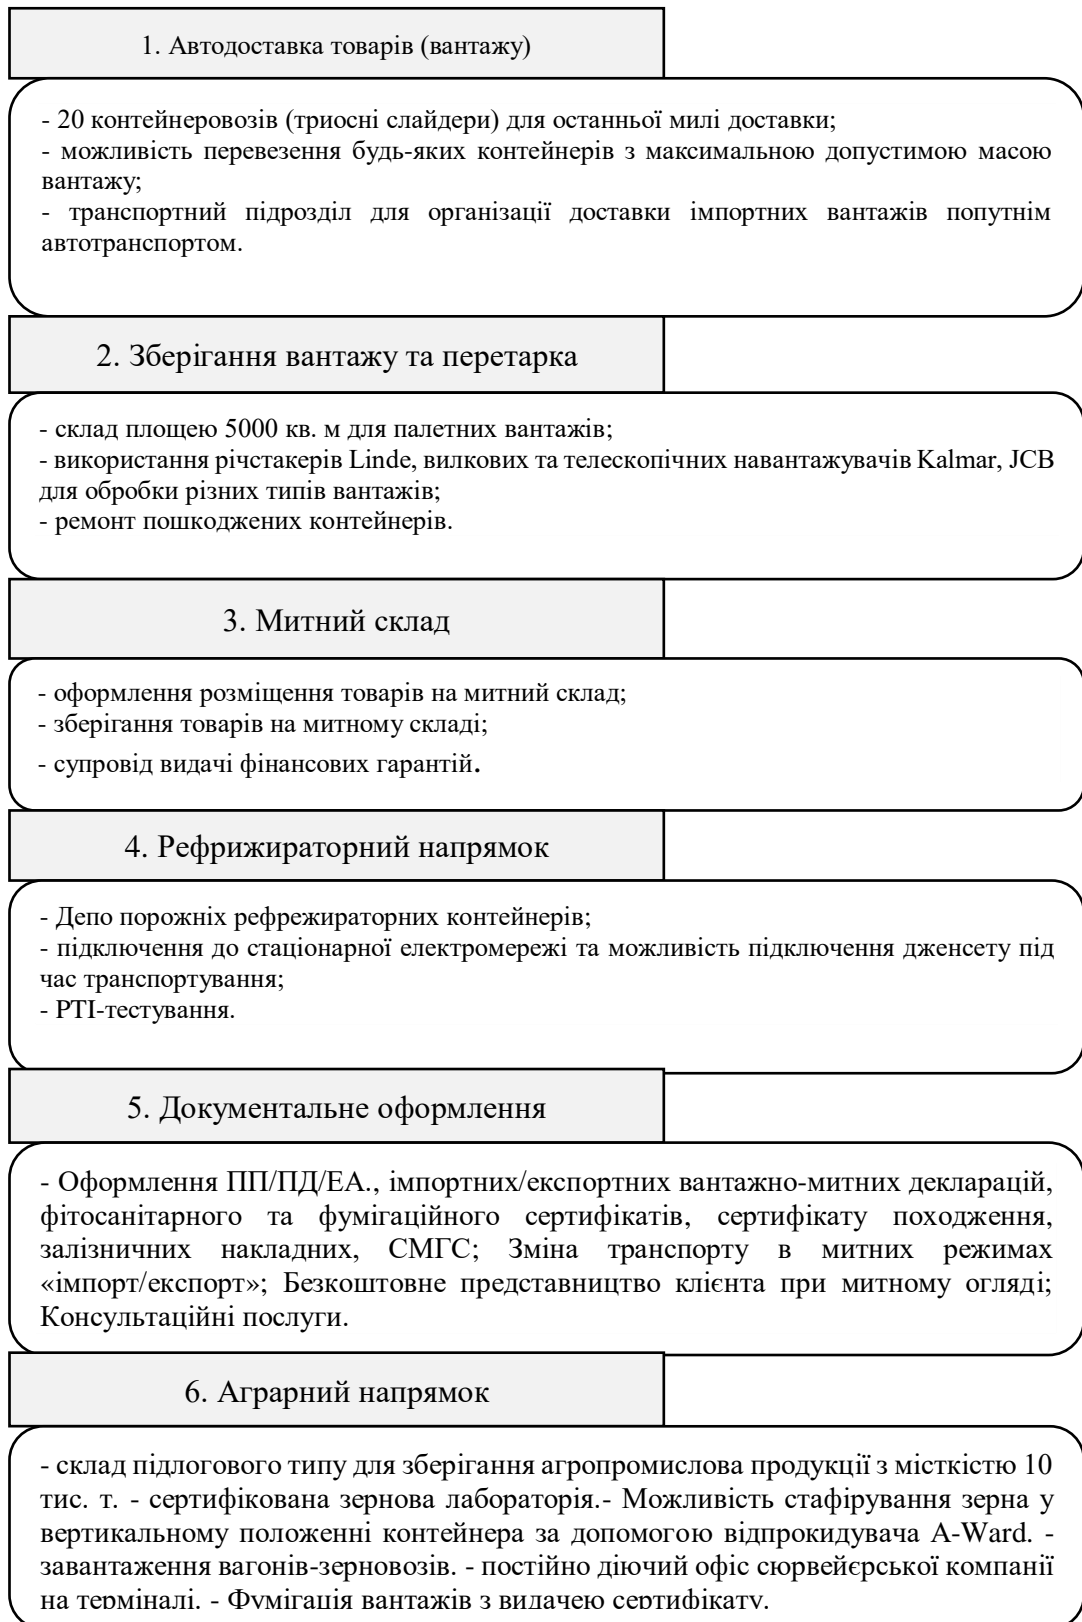 1. Автодоставка товарів (вантажу)
- 20 контейнеровозів (триосні слайдери) для останньої милі доставки;
- можливість перевезення будь-яких контейнерів з максимальною допустимою масою
вантажу;
- транспортний підрозділ для організації доставки імпортних вантажів попутнім
автотранспортом.
2. Зберігання вантажу та перетарка
- склад площею 5000 кв. м для палетних вантажів;
- використання річстакерів Linde, вилкових та телескопічних навантажувачів Kalmar, JCB
для обробки різних типів вантажів;
- ремонт пошкоджених контейнерів.
3. Митний склад
- оформлення розміщення товарів на митний склад;
- зберігання товарів на митному складі;
- супровід видачі фінансових гарантій.
4. Рефрижираторний напрямок
- Депо порожніх рефрежираторних контейнерів;
- підключення до стаціонарної електромережі та можливість підключення дженсету під
час транспортування;
- PTI-тестування.
5. Документальне оформлення
- Оформлення ПП/ПД/ЕА., імпортних/експортних вантажно-митних декларацій,
фітосанітарного та фумігаційного сертифікатів, сертифікату походження,
залізничних накладних, СМГС; Зміна транспорту в митних режимах
«імпорт/експорт»; Безкоштовне представництво клієнта при митному огляді;
Консультаційні послуги.
6. Аграрний напрямок
- склад підлогового типу для зберігання агропромислова продукції з місткістю 10
тис. т. - сертифікована зернова лабораторія.- Можливість стафірування зерна у
вертикальному положенні контейнера за допомогою відпрокидувача A-Ward. -
завантаження вагонів-зерновозів. - постійно діючий офіс сюрвейєрської компанії
на терміналі. - Фумігація вантажів з видачею сертифікату.